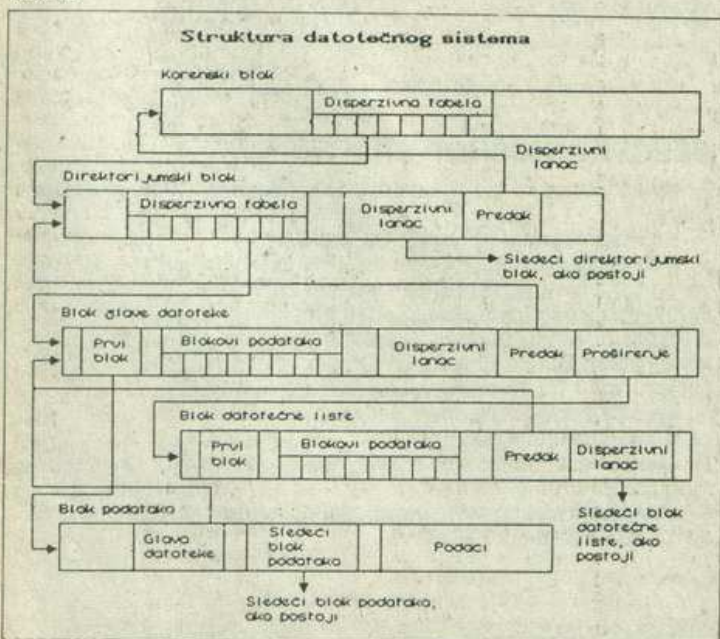 Struktura datotečnog sistema
Korenski blok
Disperzivna tabela
Disperzivni
lanac
Direktorijumski blok
Disperzivna tabela
Disperzivni
lanac
Predak
Sledeći direktorijumski
blok, ako postoji
Blok glave datoteke
Prvi
blok
Blokovi podataka
Disperzivni
lanac
Predak
Proširenje
Blok datotečne liste
Prvi
blok
Blokovi podataka
Predak
Disperzivni
lanac
Blok podataka
Glava
datoteke
Sledeći
blok
podataka
Podaci
Sledeći blok
datotečne
liste, ako
postoji
Sledeći blok podataka,
ako postoji